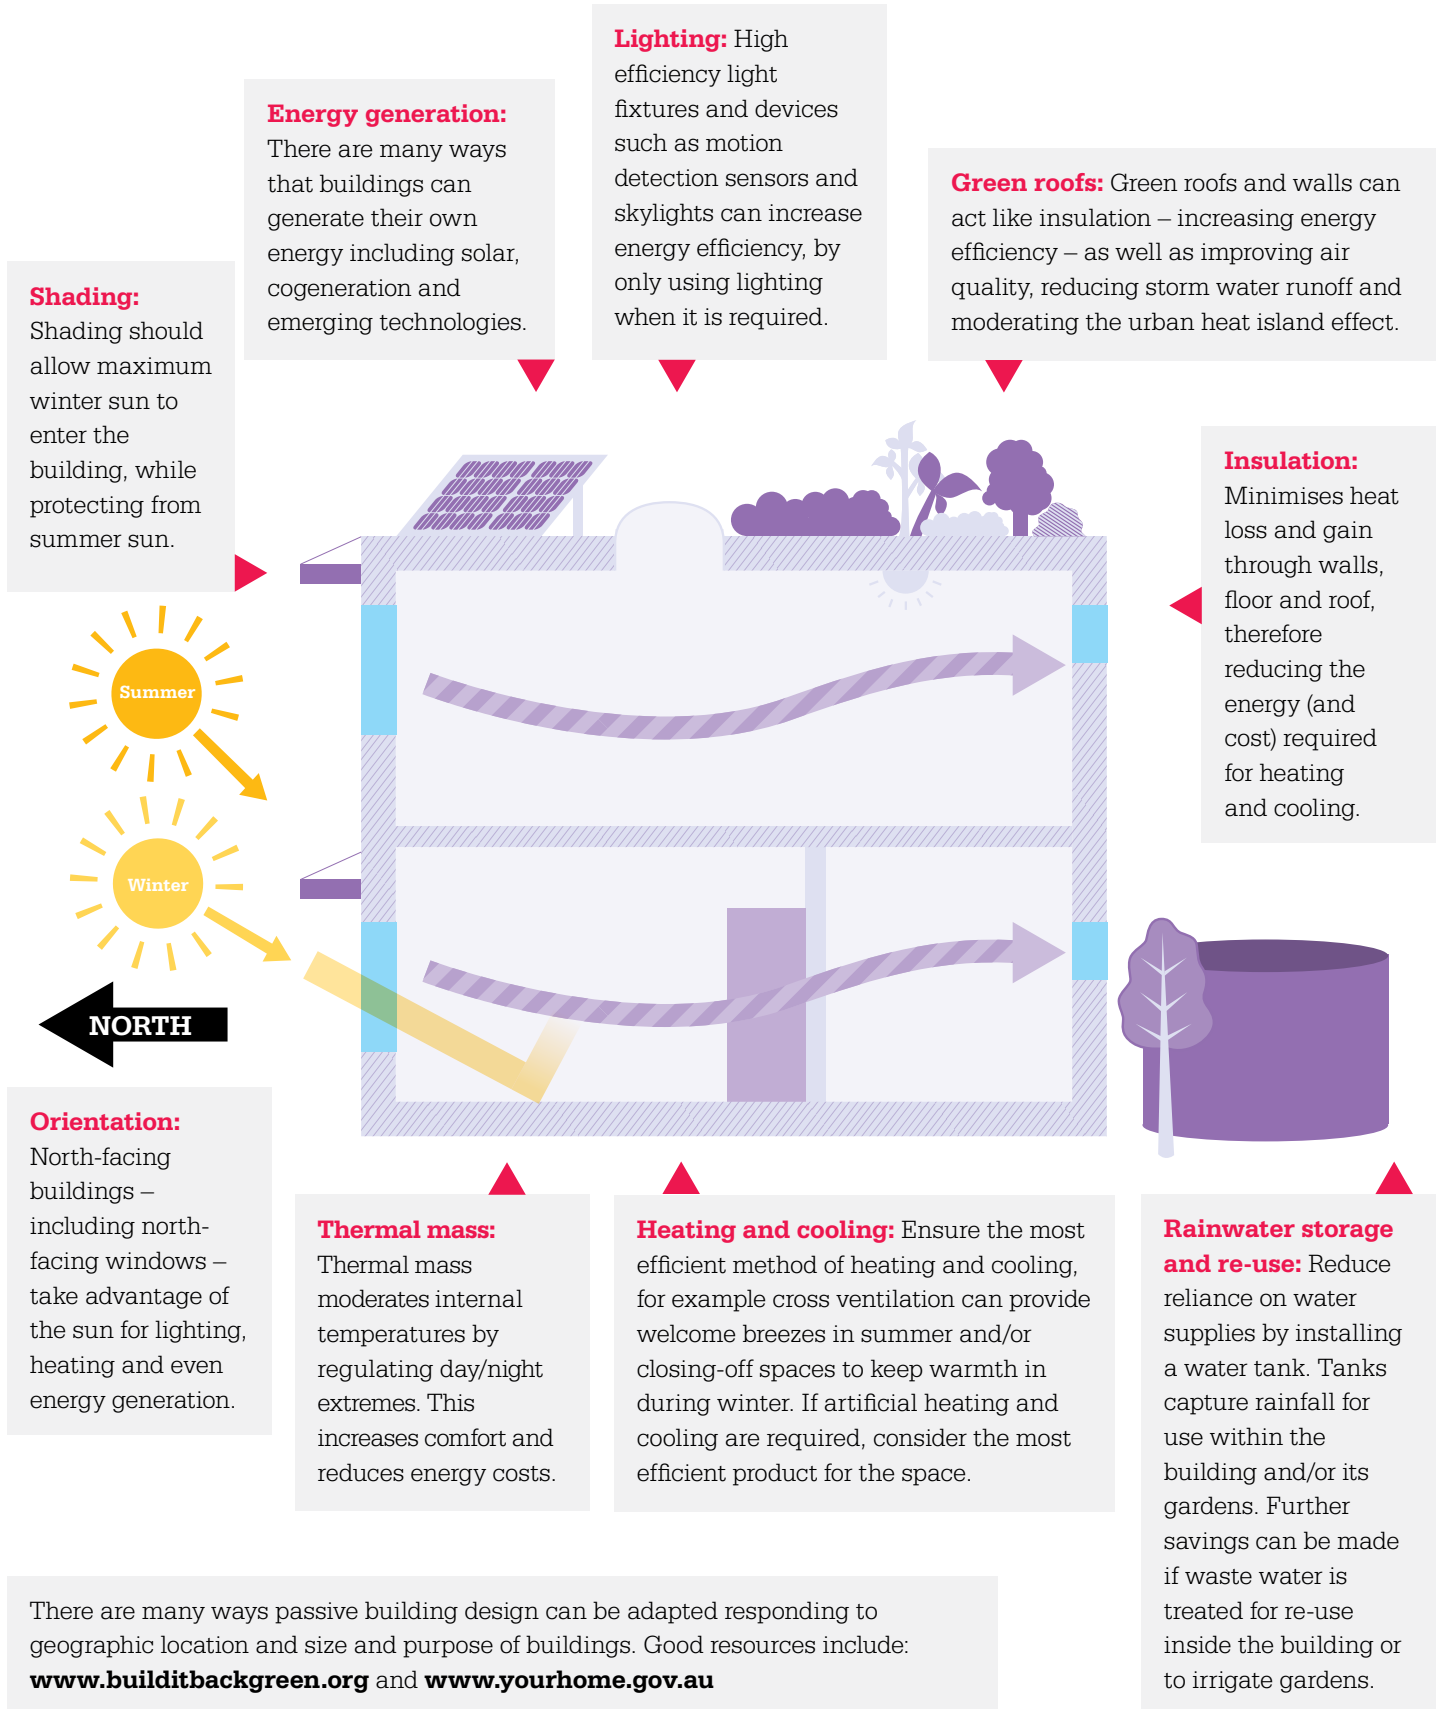 Lighting: High
efficiency light
fixtures and devices
such as motion
detection sensors and
skylights can increase
energy efficiency, by
only using lighting
when it is required.
Energy generation:
There are many ways
that buildings can
generate their own
energy including solar,
cogeneration and
emerging technologies.
Green roofs: Green roofs and walls can
act like insulation – increasing energy
efficiency – as well as improving air
quality, reducing storm water runoff and
moderating the urban heat island effect.
Shading:
Shading should
allow maximum
winter sun to
enter the
building, while
protecting from
summer sun.
Insulation:
Minimises heat
loss and gain
through walls,
floor and roof,
therefore
reducing the
energy (and
cost) required
for heating
and cooling.
Summer
Winter
NORTH
Orientation:
North-facing
buildings –
including north-
facing windows –
take advantage of
the sun for lighting,
heating and even
energy generation.
Thermal mass:
Thermal mass
moderates internal
temperatures by
regulating day/night
extremes. This
increases comfort and
reduces energy costs.
Heating and cooling: Ensure the most
efficient method of heating and cooling,
for example cross ventilation can provide
welcome breezes in summer and/or
closing-off spaces to keep warmth in
during winter. If artificial heating and
cooling are required, consider the most
efficient product for the space.
Rainwater storage
and re-use: Reduce
reliance on water
supplies by installing
a water tank. Tanks
capture rainfall for
use within the
building and/or its
gardens. Further
savings can be made
if waste water is
treated for re-use
inside the building or
to irrigate gardens.
There are many ways passive building design can be adapted responding to
geographic location and size and purpose of buildings. Good resources include:
www.builditbackgreen.org and www.yourhome.gov.au